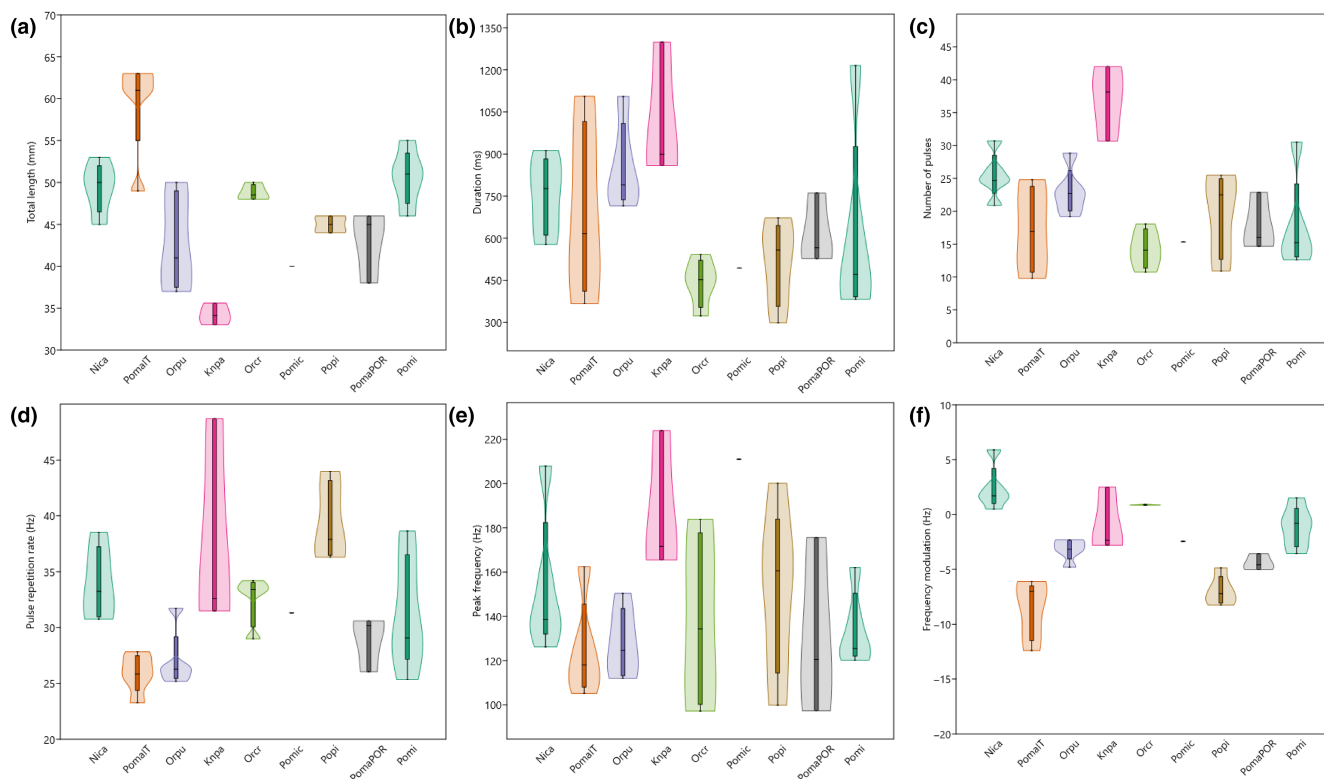 (a)
Total length (mm)
70
65
60
55
50
45
40
35
30
Nica PomaIT Orpu Knpa Orcr Pomic Popi PomaPOR Pomi
(b)
Duration (ms)
1350
1200
1050
900
750
600
450
300
Nica PomaIT Orpu Knpa Orcr Pomic Popi PomaPOR Pomi
(c)
Number of pulses
45
40
35
30
25
20
15
10
5
0
Nica PomaIT Orpu Knpa Orcr Pomic Popi PomaPOR Pomi
(d)
Pulse repetition rate (Hz)
45
40
35
30
25
20
Nica PomaIT Orpu Knpa Orcr Pomic Popi PomaPOR Pomi
(e)
Peak frequency (Hz)
220
200
180
160
140
120
100
Nica PomaIT Orpu Knpa Orcr Pomic Popi PomaPOR Pomi
(f)
Frequency modulation (Hz)
10
5
0
−5
−10
−15
−20
Nica PomaIT Orpu Knpa Orcr Pomic Popi PomaPOR Pomi